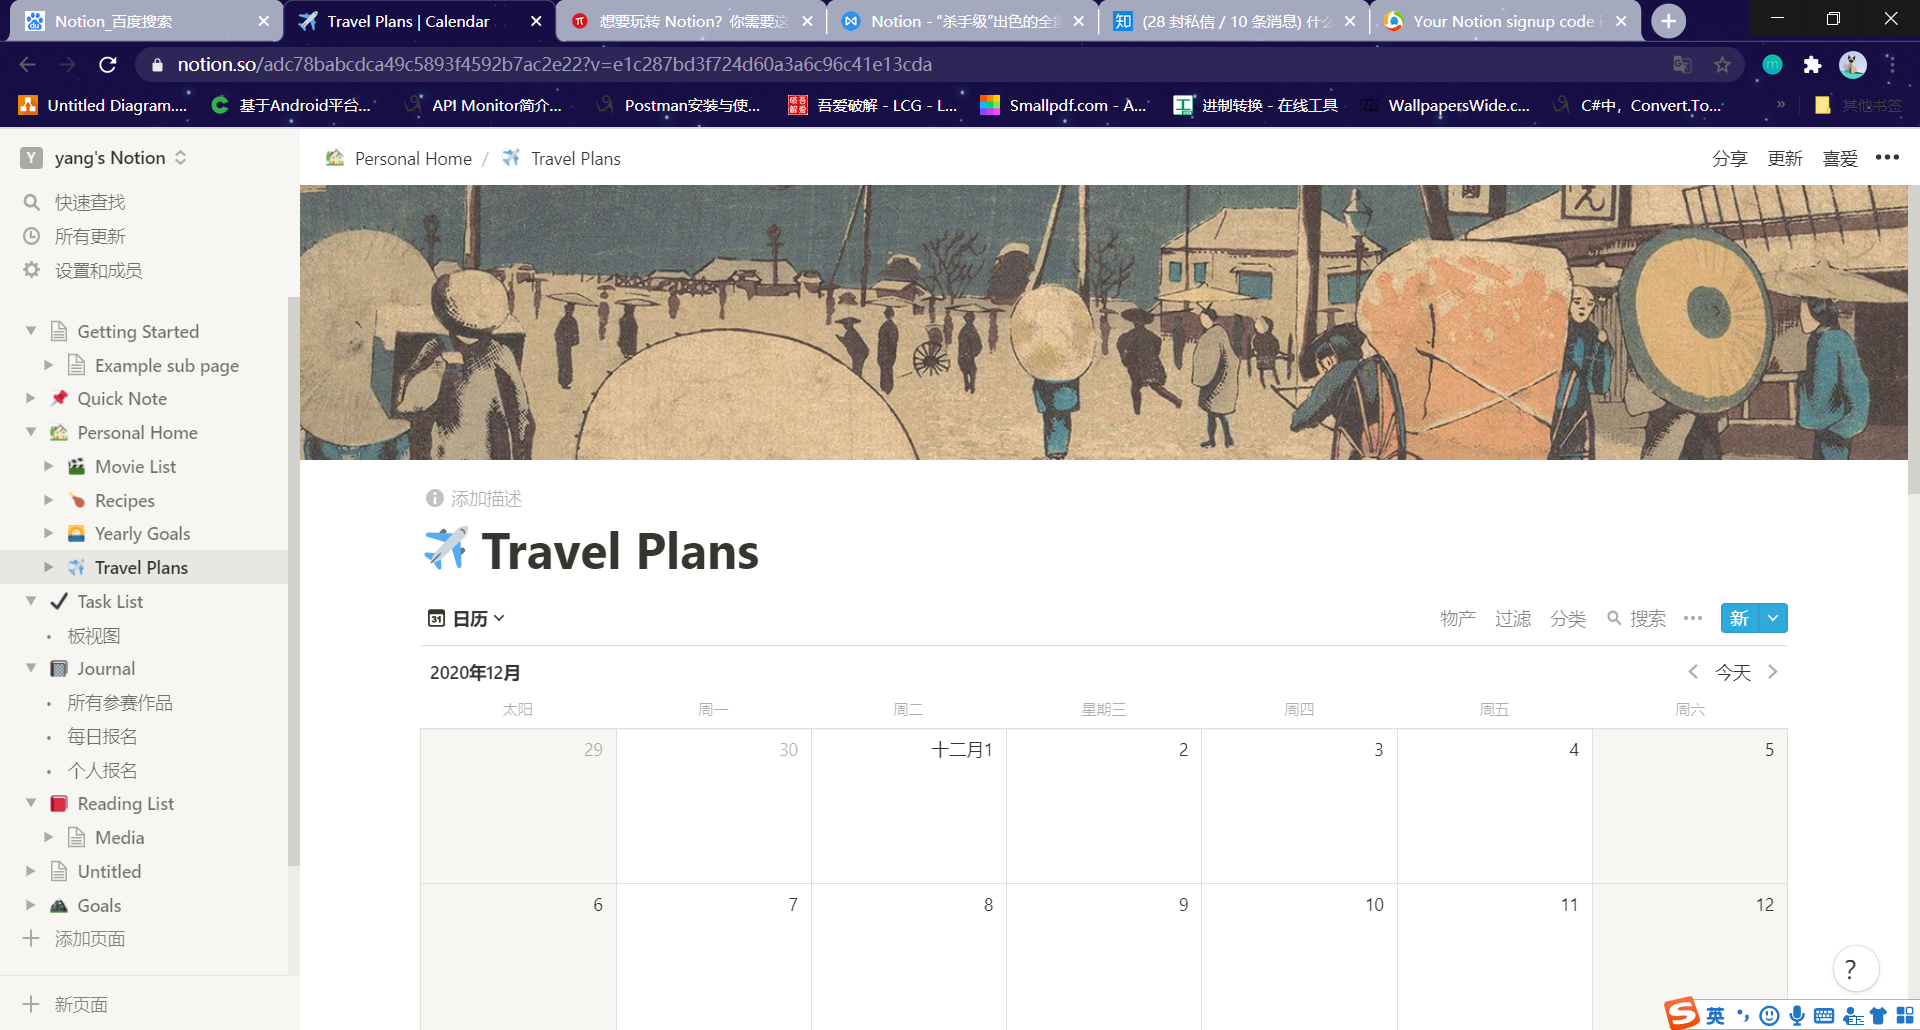 Notion_百度搜索
Travel Plans | Calendar
想要玩转 Notion？你需要这
Notion - “杀手级”出色的全能
(28 封私信 / 10 条消息) 什么
Your Notion signup code i
notion.so/adc78babcdca49c5893f4592b7ac2e22?v=e1c287bd3f724d60a3a6c96c41e13cda
Untitled Diagram....
基于Android平台...
API Monitor简介...
Postman安装与使...
吾爱破解 - LCG - L...
Smallpdf.com - A...
进制转换 - 在线工具
WallpapersWide.c...
C#中，Convert.To...
»
其他书签
Y yang's Notion
Personal Home / Travel Plans
分享 更新 喜爱 •••
快速查找
所有更新
设置和成员
Getting Started
Example sub page
Quick Note
Personal Home
Movie List
Recipes
Yearly Goals
Travel Plans
Task List
• 板视图
Journal
• 所有参赛作品
• 每日报名
• 个人报名
Reading List
Media
Untitled
Goals
添加页面
新页面
え
添加描述
Travel Plans
31 日历
物产 过滤 分类 搜索 ••• 新
2020年12月
今天
太阳 周一 周二 星期三 周四 周五 周六
29 30 十二月1 2 3 4 5
6 7 8 9 10 11 12
?
S 英